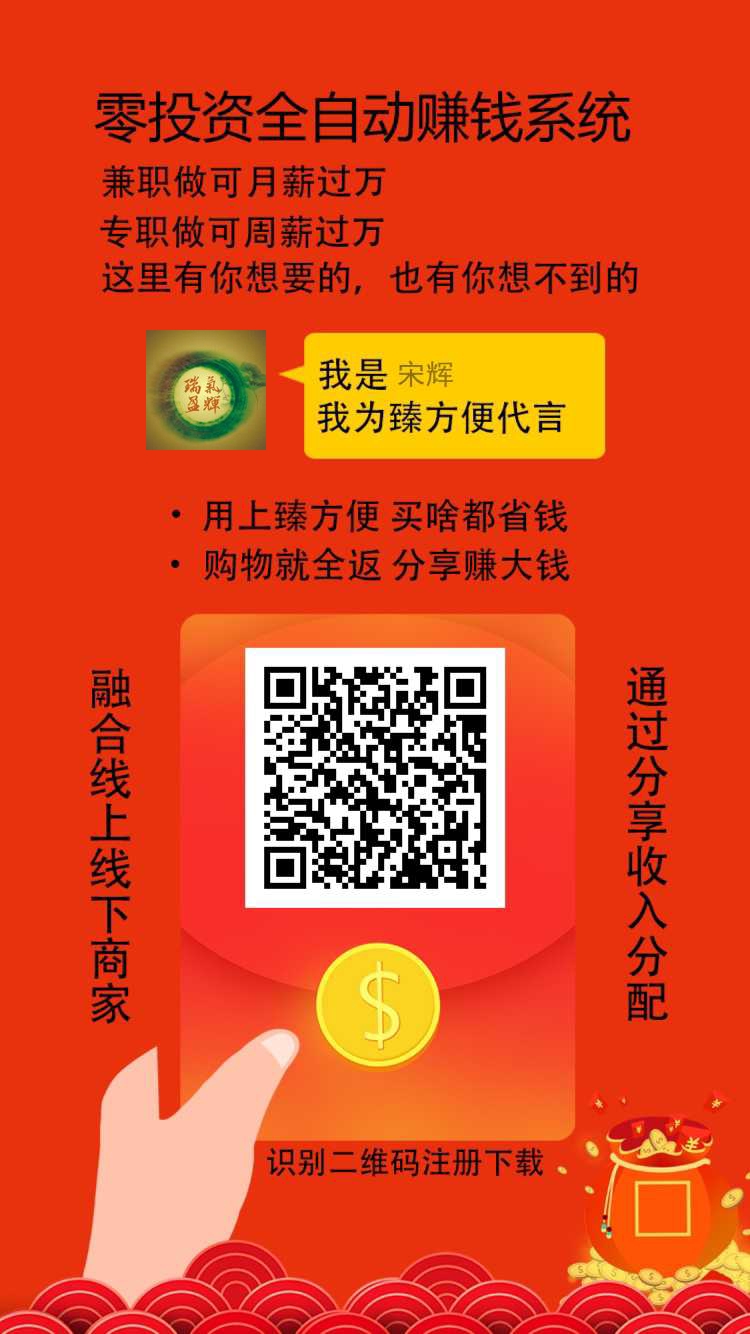 零投资全自动赚钱系统
兼职做可月薪过万
专职做可周薪过万
这里有你想要的，也有你想不到的
瑞氣
盈輝
我是 宋辉
我为臻方便代言
• 用上臻方便 买啥都省钱
• 购物就全返 分享赚大钱
融合线上线下商家
通过分享收入分配
$
识别二维码注册下载